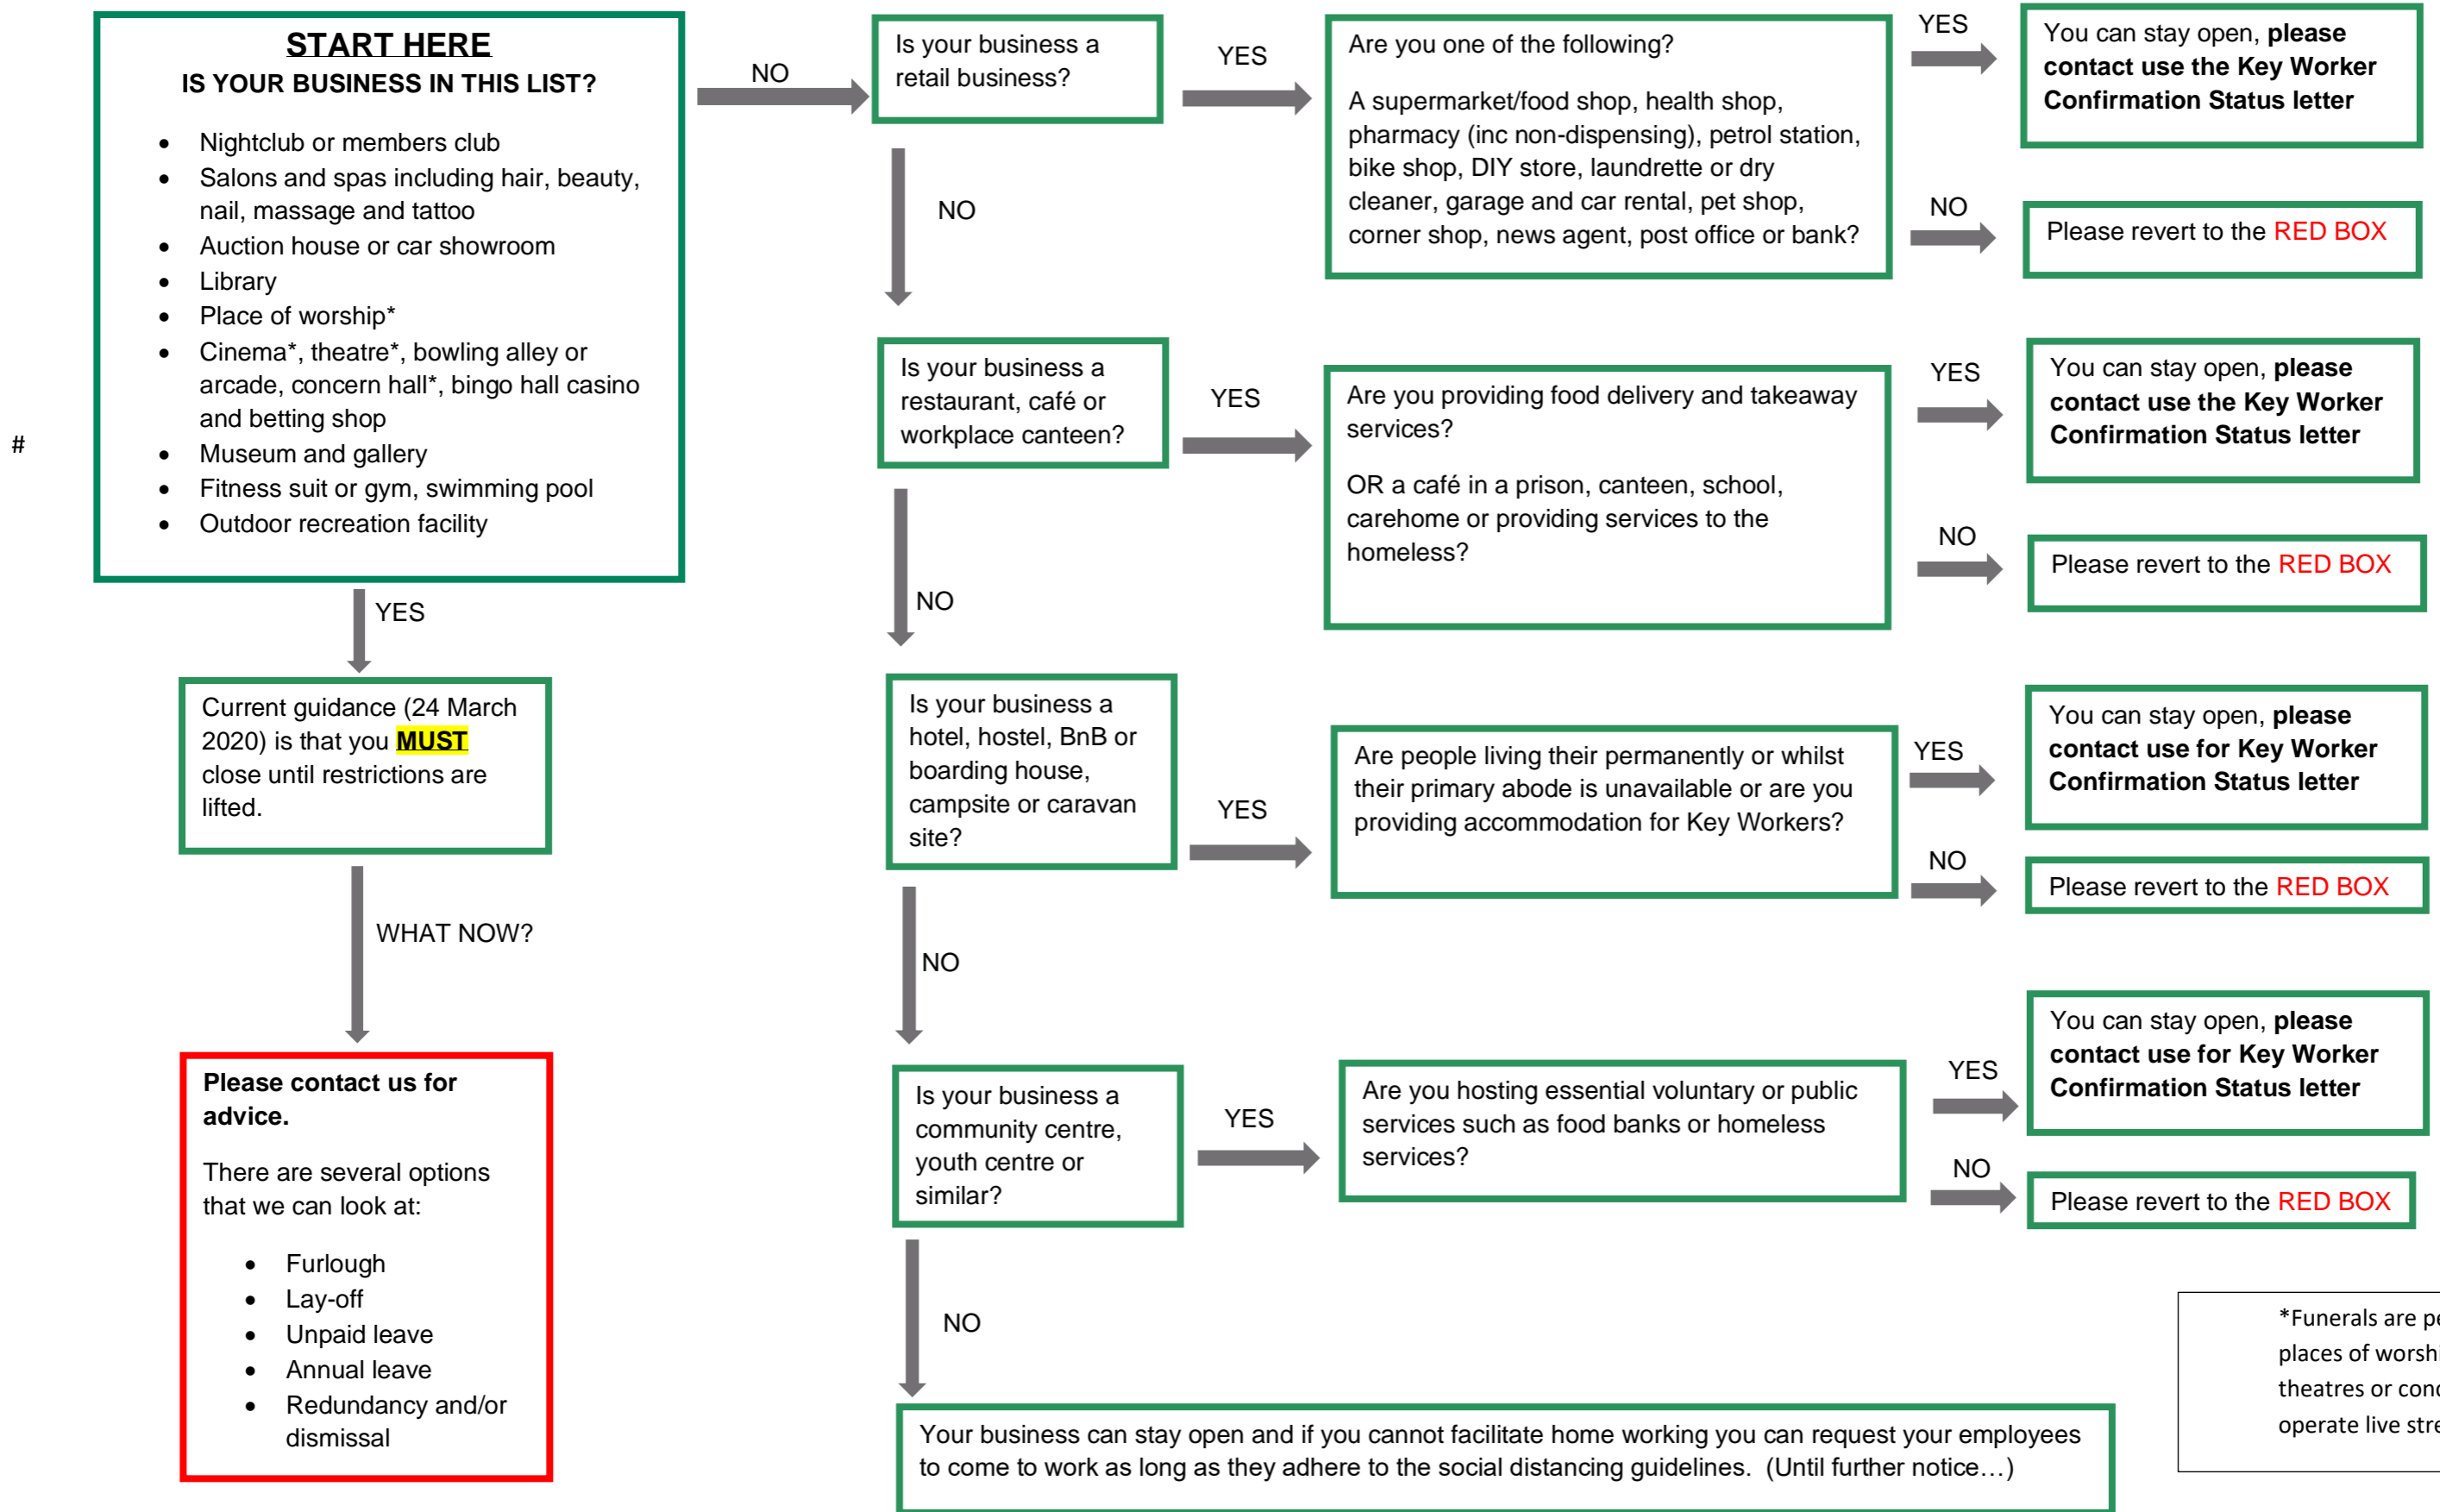 START HERE
IS YOUR BUSINESS IN THIS LIST?
• Nightclub or members club
• Salons and spas including hair, beauty,
nail, massage and tattoo
• Auction house or car showroom
• Library
• Place of worship*
• Cinema*, theatre*, bowling alley or
arcade, concern hall*, bingo hall casino
and betting shop
• Museum and gallery
• Fitness suit or gym, swimming pool
• Outdoor recreation facility
#
YES
Current guidance (24 March
2020) is that you MUST
close until restrictions are
lifted.
WHAT NOW?
Please contact us for
advice.
There are several options
that we can look at:
• Furlough
• Lay-off
• Unpaid leave
• Annual leave
• Redundancy and/or
dismissal
NO
Is your business a
retail business?
YES
Are you one of the following?
A supermarket/food shop, health shop,
pharmacy (inc non-dispensing), petrol station,
bike shop, DIY store, laundrette or dry
cleaner, garage and car rental, pet shop,
corner shop, news agent, post office or bank?
YES
You can stay open, please
contact use the Key Worker
Confirmation Status letter
NO
Please revert to the RED BOX
NO
Is your business a
restaurant, café or
workplace canteen?
YES
Are you providing food delivery and takeaway
services?
OR a café in a prison, canteen, school,
carehome or providing services to the
homeless?
YES
You can stay open, please
contact use the Key Worker
Confirmation Status letter
NO
Please revert to the RED BOX
NO
Is your business a
hotel, hostel, BnB or
boarding house,
campsite or caravan
site?
YES
Are people living their permanently or whilst
their primary abode is unavailable or are you
providing accommodation for Key Workers?
YES
You can stay open, please
contact use for Key Worker
Confirmation Status letter
NO
Please revert to the RED BOX
NO
Is your business a
community centre,
youth centre or
similar?
YES
Are you hosting essential voluntary or public
services such as food banks or homeless
services?
YES
You can stay open, please
contact use for Key Worker
Confirmation Status letter
NO
Please revert to the RED BOX
NO
Your business can stay open and if you cannot facilitate home working you can request your employees
to come to work as long as they adhere to the social distancing guidelines. (Until further notice…)
*Funerals are
places of
theatres or
operate live